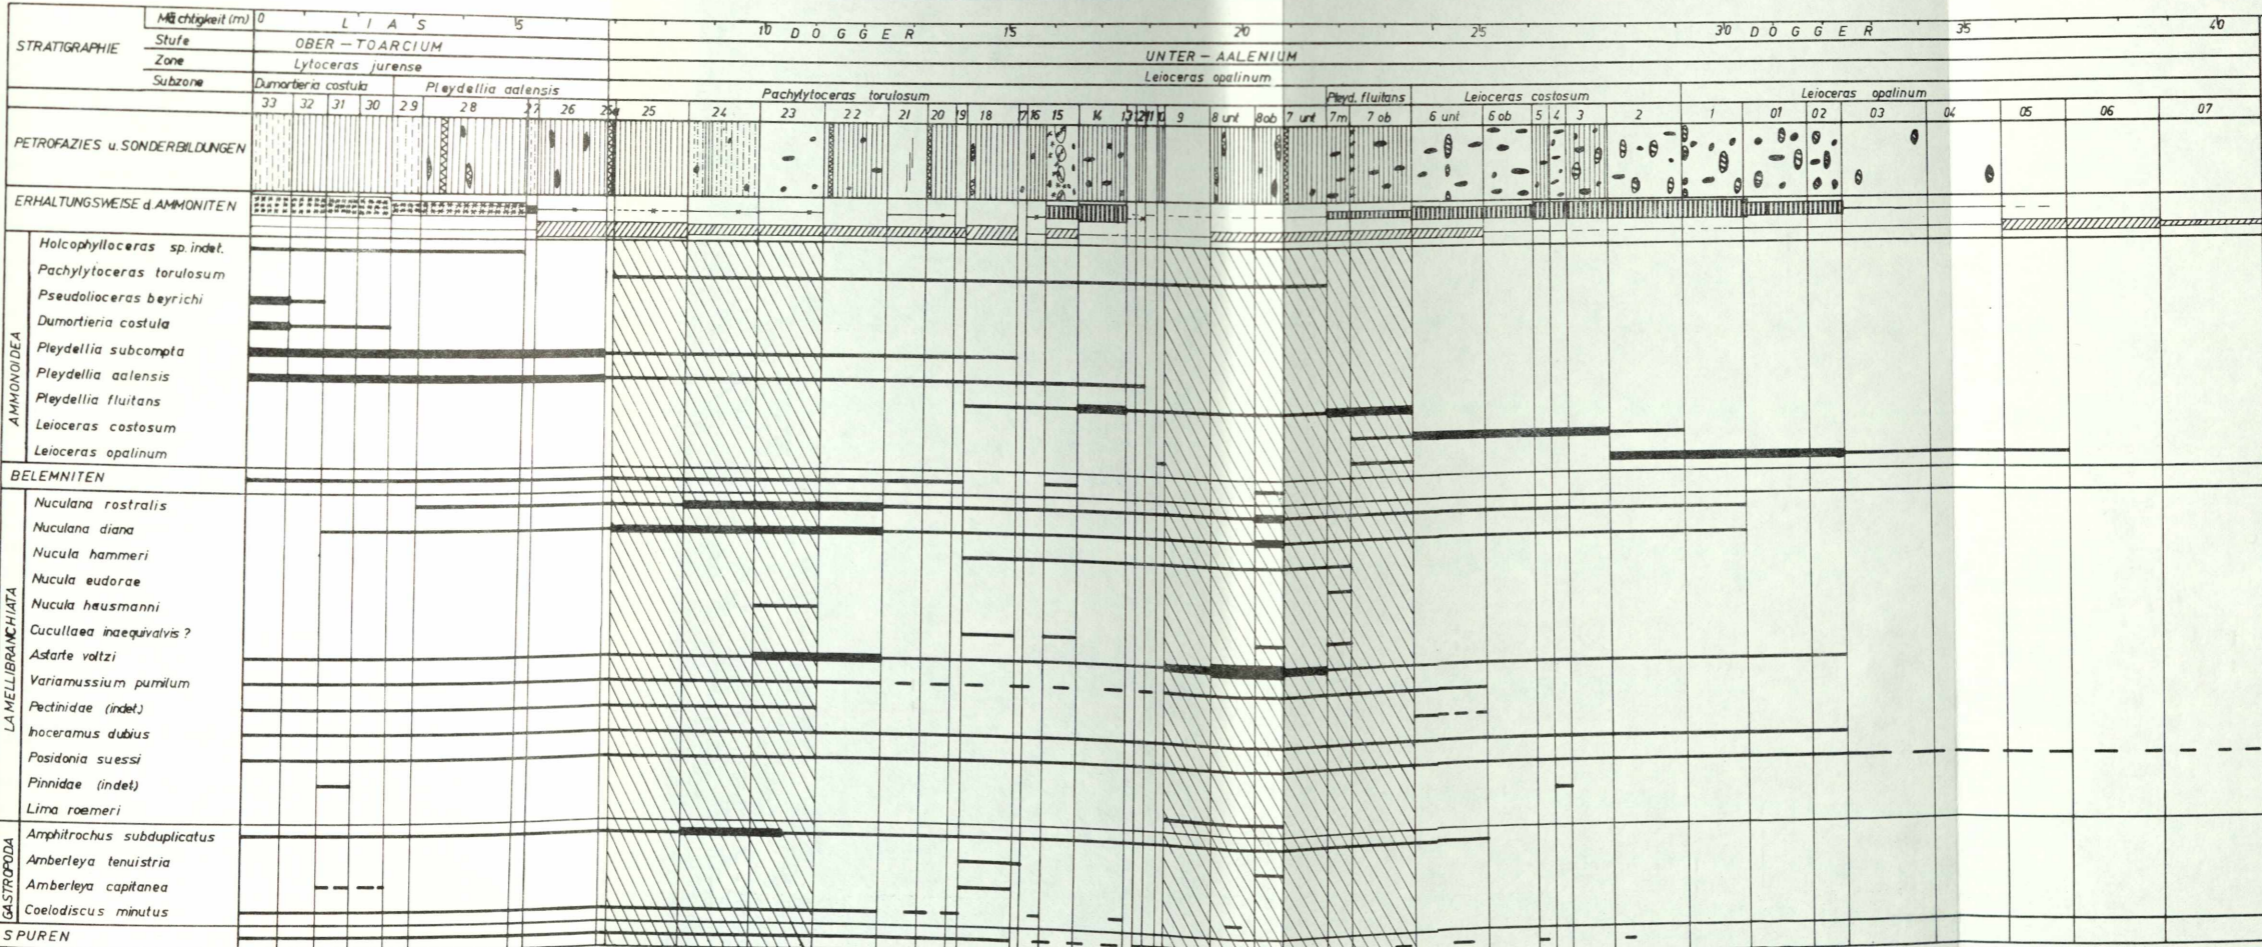 STRATIGRAPHIE
Mächtigkeit (m) 0 L I A S 5 10 D O G G E R 15 20 25 30 D O G G E R 35 40
Stufe OBER – TOARCIUM UNTER – AALENIUM
Zone Lytoceras jurense Leioceras opalinum
Subzone Dumortieria costula Pleydellia aalensis Pachylytoceras torulosum Pleyd. fluitans Leioceras costosum Leioceras opalinum
33 32 31 30 29 28 27 26 25a 25 24 23 22 21 20 19 18 17 16 15 14 13 12 11 10 9 8 unt 8ob 7 unt 7m 7 ob 6 unt 6 ob 5 4 3 2 1 01 02 03 04 05 06 07
PETROFAZIES u. SONDERBILDUNGEN
ERHALTUNGSWEISE d. AMMONITEN
AMMONOIDEA
Holcophylloceras sp. indet.
Pachylytoceras torulosum
Pseudolioceras beyrichi
Dumortieria costula
Pleydellia subcompta
Pleydellia aalensis
Pleydellia fluitans
Leioceras costosum
Leioceras opalinum
BELEMNITEN
LAMELLIBRANCHIATA
Nuculana rostralis
Nuculana diana
Nucula hammeri
Nucula eudorae
Nucula hausmanni
Cucullaea inaequivalvis ?
Astarte voltzi
Variamussium pumilum
Pectinidae (indet.)
Inoceramus dubius
Posidonia suessi
Pinnidae (indet)
Lima roemeri
GASTROPODA
Amphitrochus subduplicatus
Amberleya tenuistria
Amberleya capitanea
Coelodiscus minutus
SPUREN